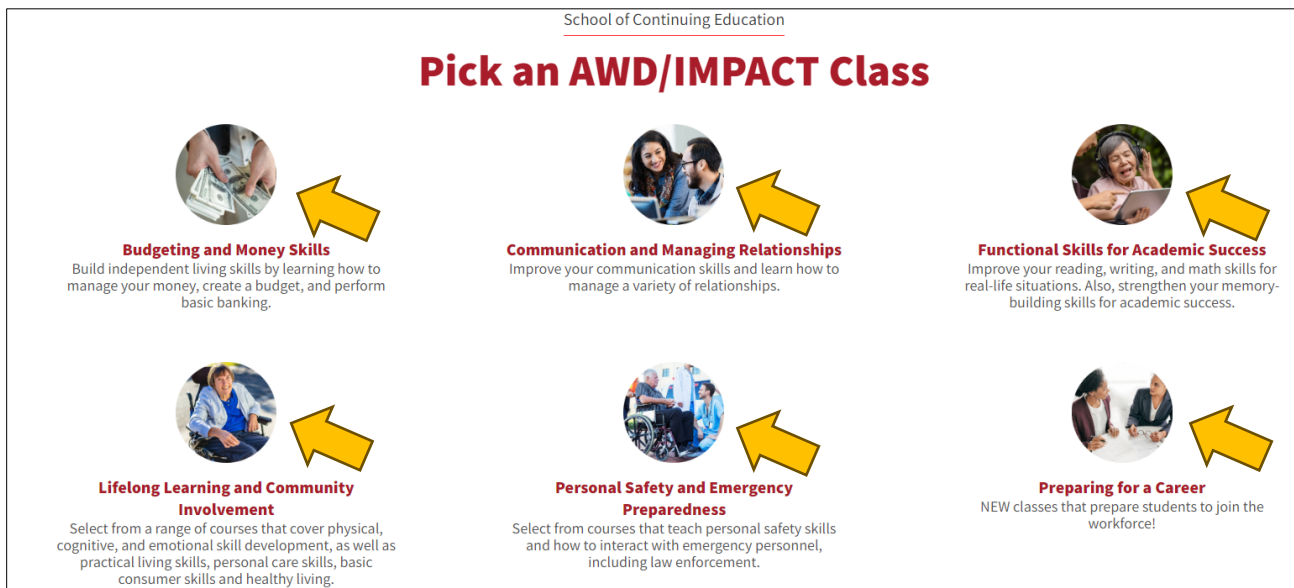 School of Continuing Education
Pick an AWD/IMPACT Class
Budgeting and Money Skills
Build independent living skills by learning how to
manage your money, create a budget, and perform
basic banking.
Communication and Managing Relationships
Improve your communication skills and learn how to
manage a variety of relationships.
Functional Skills for Academic Success
Improve your reading, writing, and math skills for
real-life situations. Also, strengthen your memory-
building skills for academic success.
Lifelong Learning and Community
Involvement
Select from a range of courses that cover physical,
cognitive, and emotional skill development, as well as
practical living skills, personal care skills, basic
consumer skills and healthy living.
Personal Safety and Emergency
Preparedness
Select from courses that teach personal safety skills
and how to interact with emergency personnel,
including law enforcement.
Preparing for a Career
NEW classes that prepare students to join the
workforce!